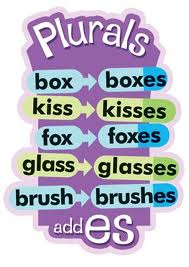 Plurals
box boxes
kiss kisses
fox foxes
glass glasses
brush brushes
add es